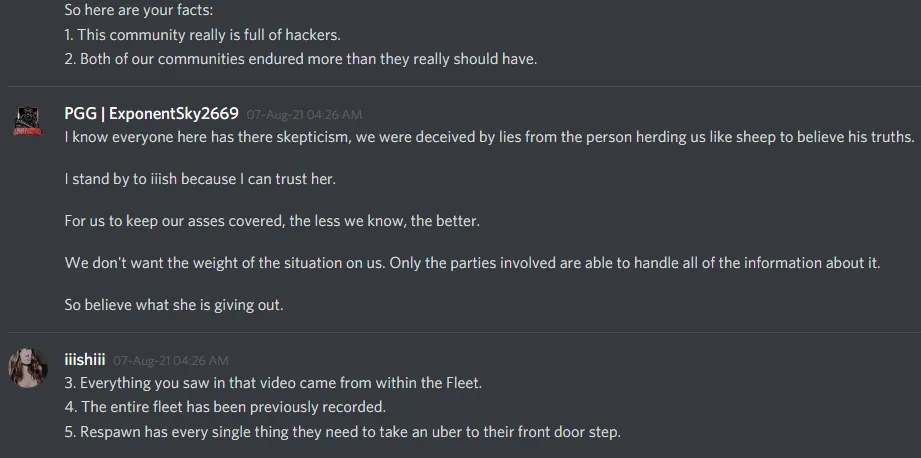 So here are your facts:
1. This community really is full of hackers.
2. Both of our communities endured more than they really should have.
PGG | ExponentSky2669 07-Aug-21 04:26 AM
I know everyone here has there skepticism, we were deceived by lies from the person herding us like sheep to believe his truths.
I stand by to iiish because I can trust her.
For us to keep our asses covered, the less we know, the better.
We don't want the weight of the situation on us. Only the parties involved are able to handle all of the information about it.
So believe what she is giving out.
iiishiii 07-Aug-21 04:26 AM
3. Everything you saw in that video came from within the Fleet.
4. The entire fleet has been previously recorded.
5. Respawn has every single thing they need to take an uber to their front door step.